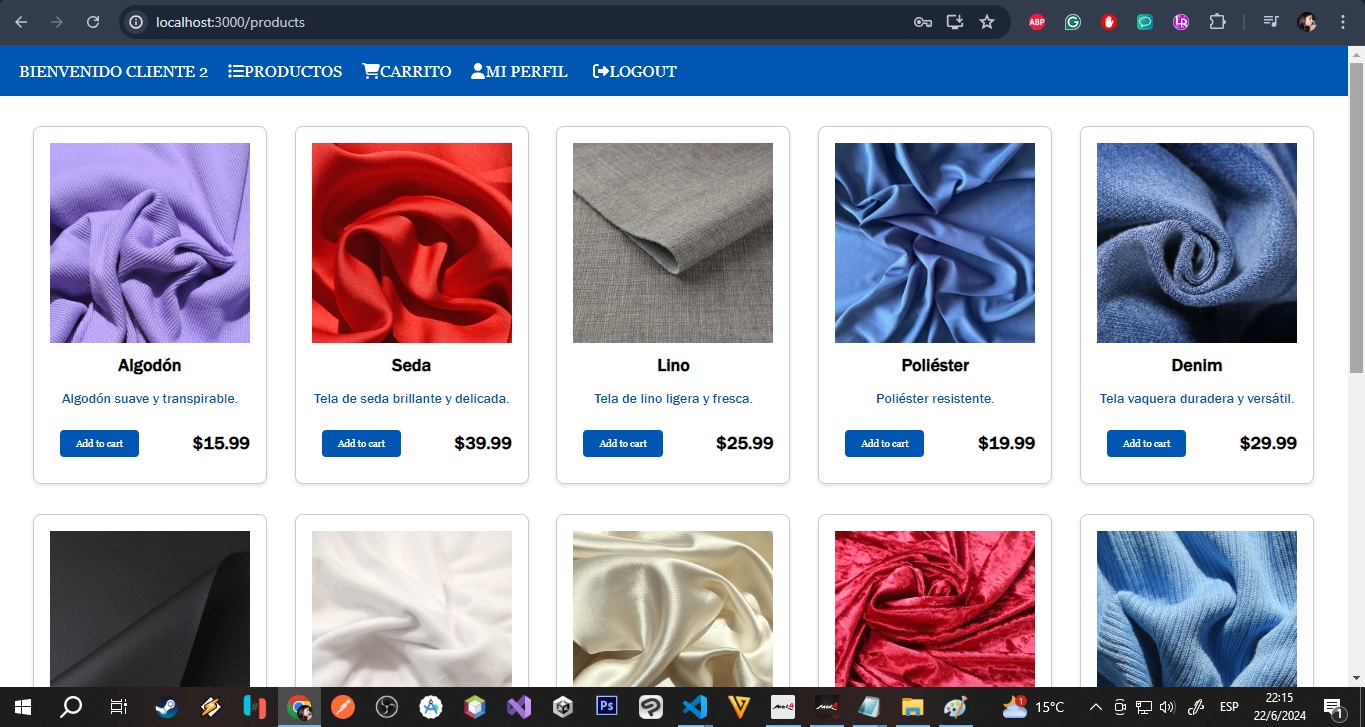 localhost:3000/products
ABP
BIENVENIDO CLIENTE 2 PRODUCTOS CARRITO MI PERFIL LOGOUT
Algodón Seda Lino Poliéster Denim
Algodón suave y transpirable. Tela de seda brillante y delicada. Tela de lino ligera y fresca. Poliéster resistente. Tela vaquera duradera y versátil.
Add to cart $15.99 Add to cart $39.99 Add to cart $25.99 Add to cart $19.99 Add to cart $29.99
Ps 1 15°C ESP 22:15
22/6/2024 1